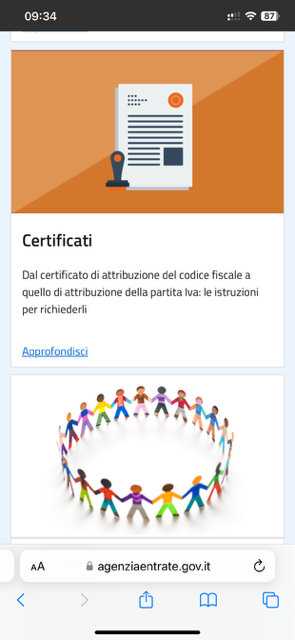 09:34
87
Certificati
Dal certificato di attribuzione del codice fiscale a
quello di attribuzione della partita Iva: le istruzioni
per richiederli
Approfondisci
AA
agenziaentrate.gov.it